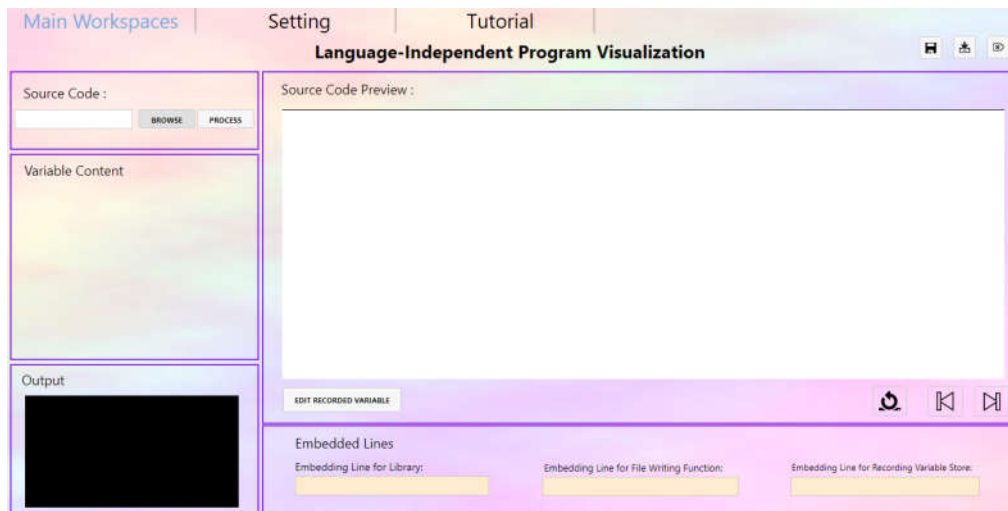 Main Workspaces
Setting
Tutorial
Language-Independent Program Visualization
Source Code :
BROWSE
PROCESS
Source Code Preview :
Variable Content
Output
EDIT RECORDED VARIABLE
Embedded Lines
Embedding Line for Library:
Embedding Line for File Writing Function:
Embedding Line for Recording Variable Store: